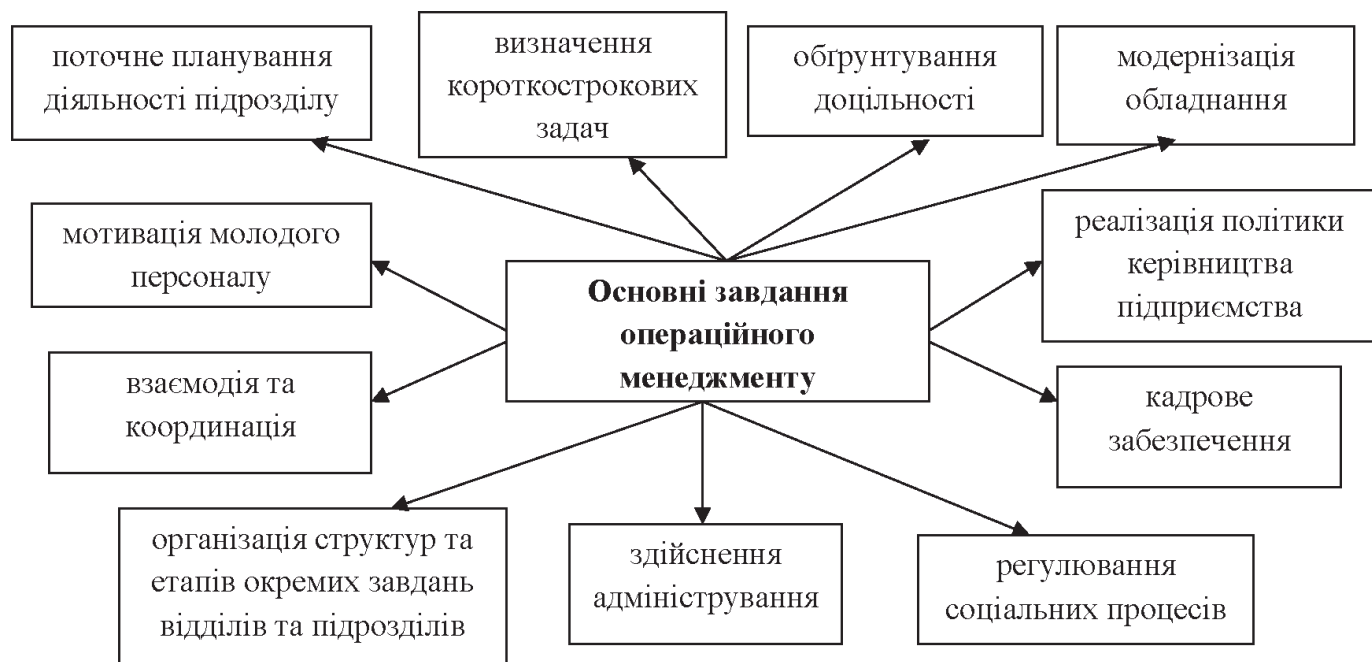 поточне планування
діяльності підрозділу
визначення
короткострокових
задач
обґрунтування
доцільності
модернізація
обладнання
мотивація молодого
персоналу
Основні завдання
операційного
менеджменту
реалізація політики
керівництва
підприємства
взаємодія та
координація
кадрове
забезпечення
організація структур та
етапів окремих завдань
відділів та підрозділів
здійснення
адміністрування
регулювання
соціальних процесів